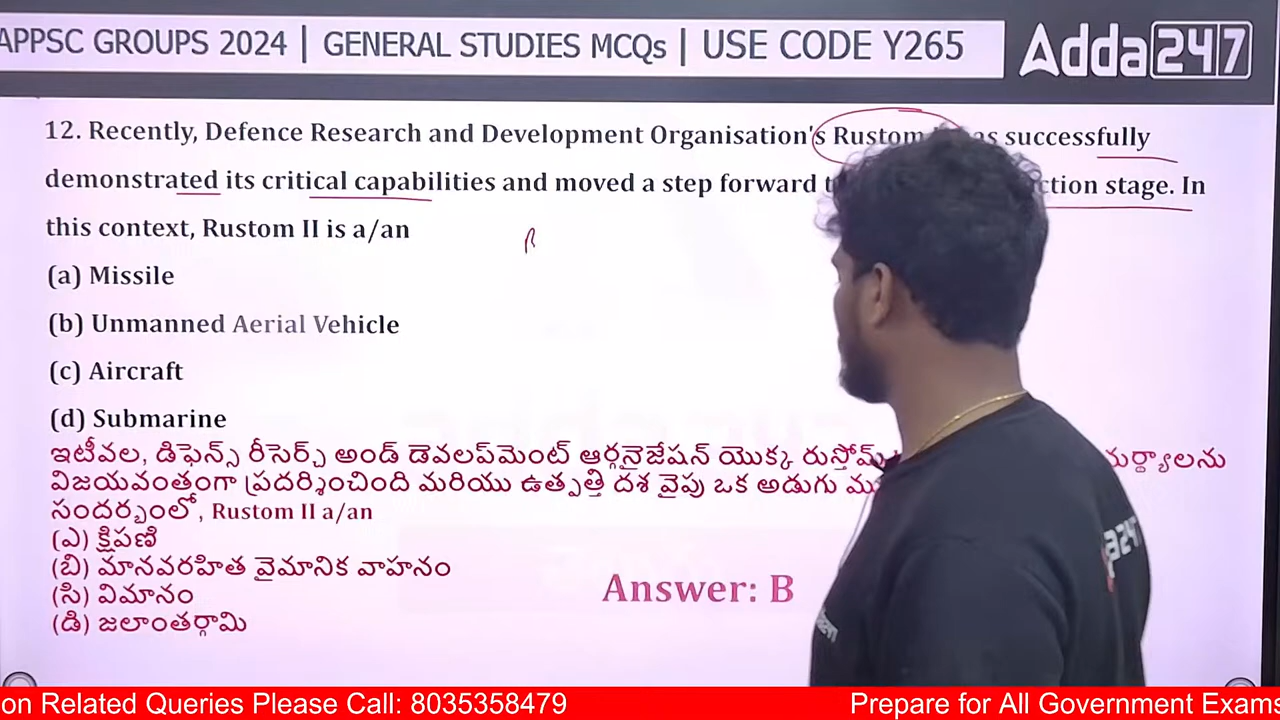 APPSC GROUPS 2024 | GENERAL STUDIES MCQs | USE CODE Y265
Adda247
12. Recently, Defence Research and Development Organisation's Rustom successfully
demonstrated its critical capabilities and moved a step forward stage. In
this context, Rustom II is a/an
(a) Missile
(b) Unmanned Aerial Vehicle
(c) Aircraft
(d) Submarine
ఇటీవల, డిఫెన్స్ రీసెర్చ్ అండ్ డెవలప్‌మెంట్ ఆర్గనైజేషన్ యొక్క
విజయవంతంగా ప్రదర్శించింది మరియు ఉత్పత్తి దశ వైపు ఒక అడుగు
సందర్భంలో, Rustom II a/an
(ఎ) క్షిపణి
(బి) మానవరహిత వైమానిక వాహనం
(సి) విమానం
(డి) జలాంతర్గామి
Answer: B
on Related Queries Please Call: 8035358479 Prepare for All Government Exams